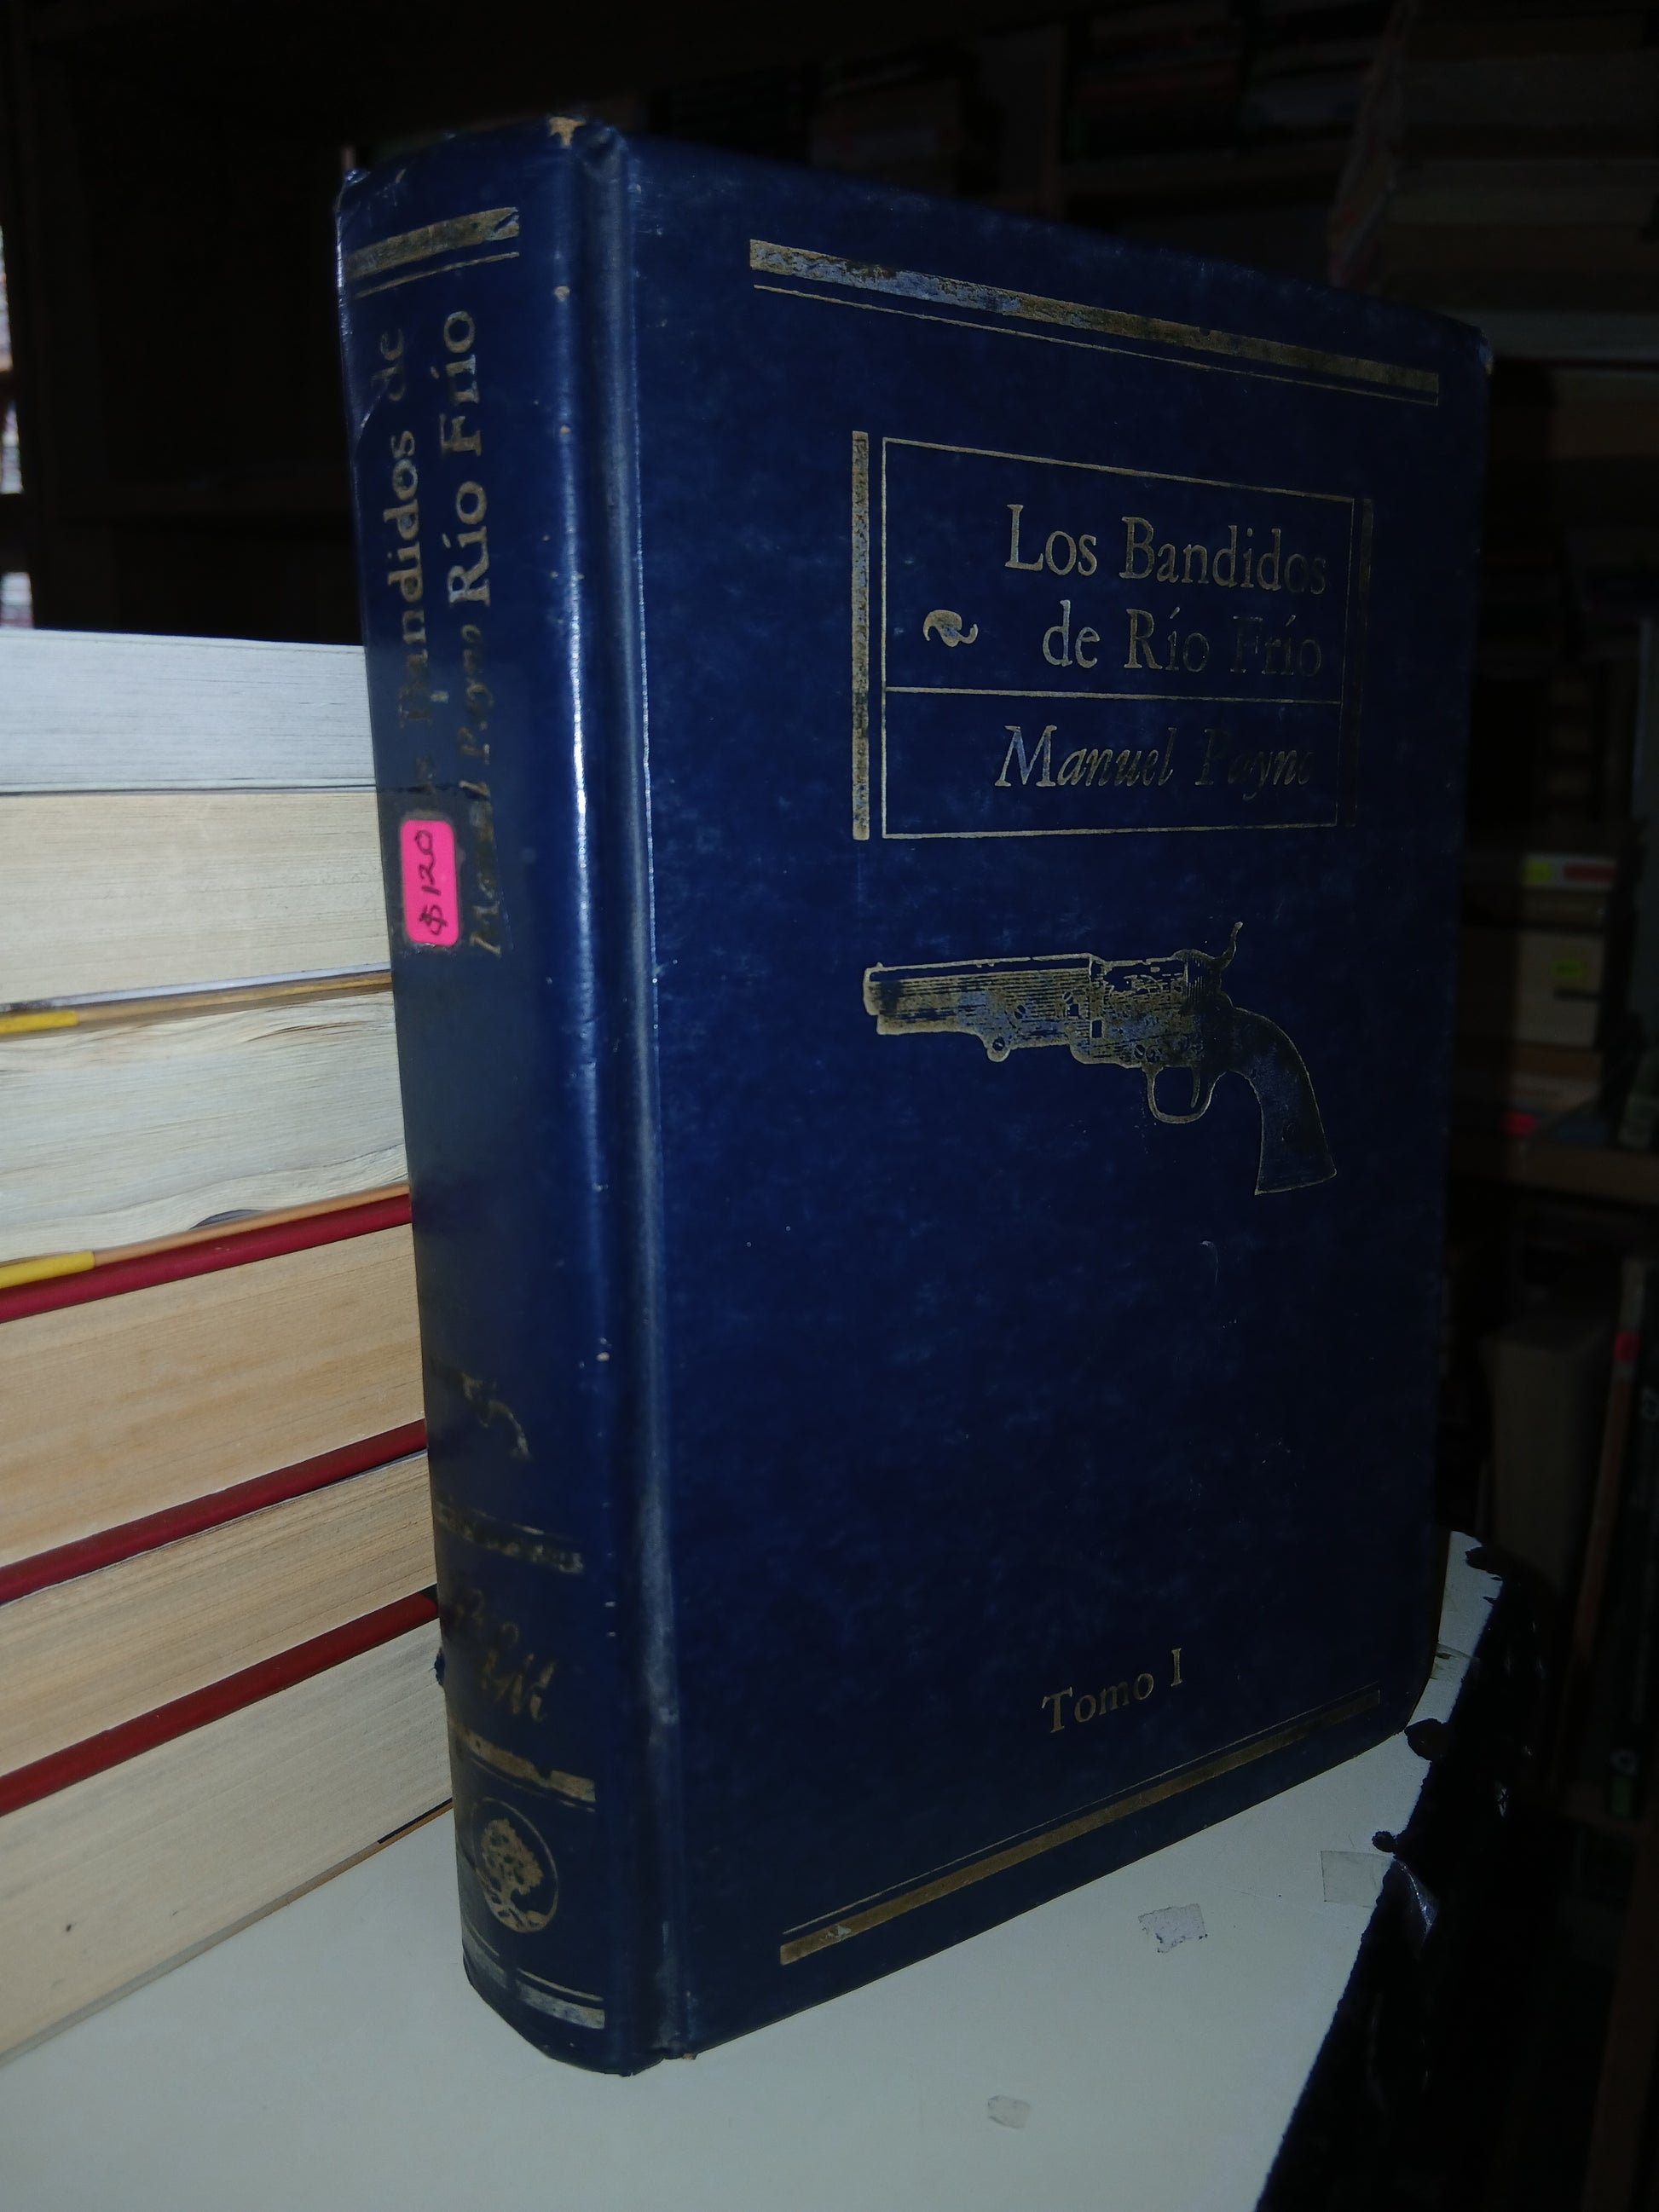 Los Bandidos
de Río Frío
Manuel Payno
Tomo I
Bandidos de
Río Frío
Manuel Payno
$120